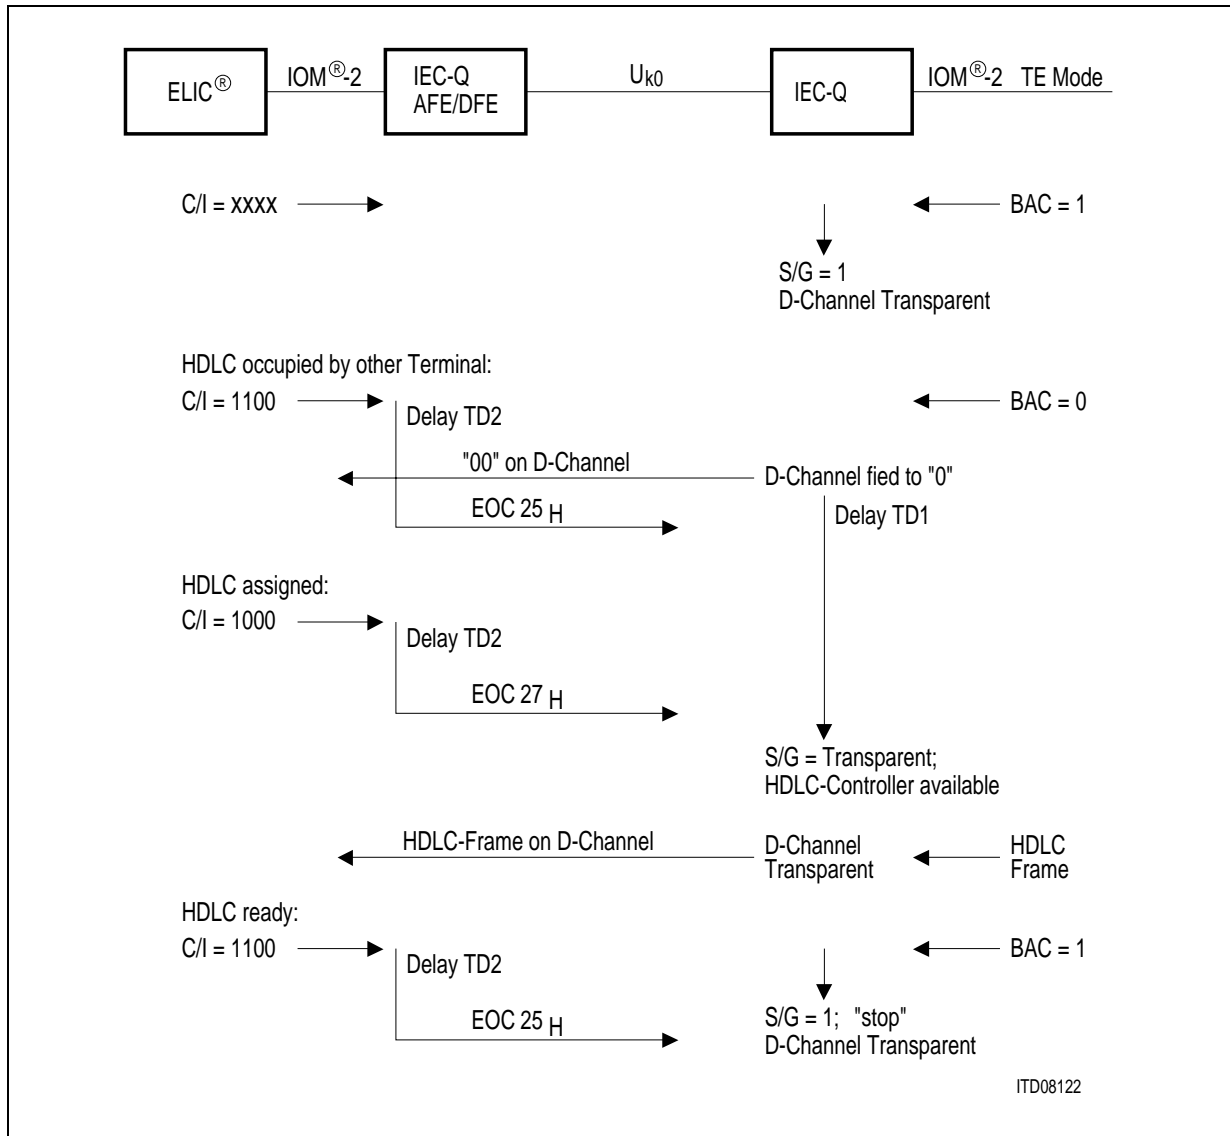 ELIC® IOM®-2 IEC-Q AFE/DFE Uk0 IEC-Q IOM®-2 TE Mode
C/I = xxxx BAC = 1
S/G = 1
D-Channel Transparent
HDLC occupied by other Terminal:
C/I = 1100 BAC = 0
Delay TD2
"00" on D-Channel D-Channel fied to "0"
EOC 25 H Delay TD1
HDLC assigned:
C/I = 1000
Delay TD2
EOC 27 H
S/G = Transparent;
HDLC-Controller available
HDLC-Frame on D-Channel D-Channel HDLC
Transparent Frame
HDLC ready:
C/I = 1100 BAC = 1
Delay TD2
EOC 25 H S/G = 1; "stop"
D-Channel Transparent
ITD08122